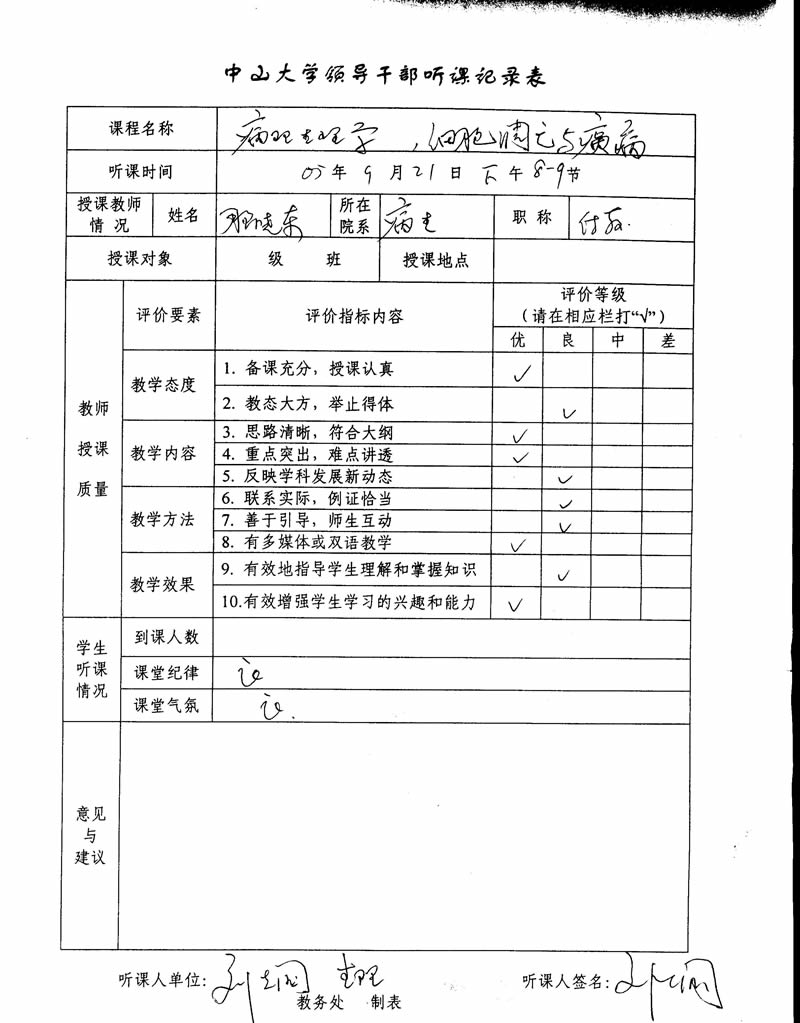 中山大学领导干部听课记录表
课程名称 病理生理学,细胞凋亡与疾病
听课时间 05年9月21日下午8-9节
授课教师情况 姓名 所在院系 病生 职称 付教.
授课对象 级 班 授课地点
教师授课质量 评价要素 评价指标内容 评价等级
(请在相应栏打“√”)
优 良 中 差
教学态度 1. 备课充分，授课认真 ✓
2. 教态大方，举止得体 ✓
教学内容 3. 思路清晰，符合大纲 ✓
4. 重点突出，难点讲透 ✓
5. 反映学科发展新动态 ✓
教学方法 6. 联系实际，例证恰当 ✓
7. 善于引导，师生互动 ✓
8. 有多媒体或双语教学 ✓
教学效果 9. 有效地指导学生理解和掌握知识 ✓
10.有效增强学生学习的兴趣和能力 ✓
学生听课情况 到课人数
课堂纪律
课堂气氛
意见
与
建议
听课人单位: 生理 听课人签名:
教务处 制表